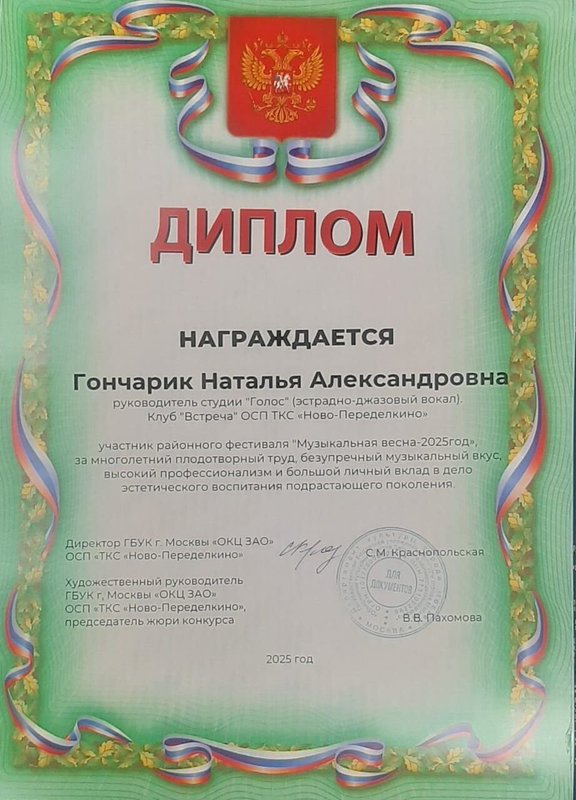 ДИПЛОМ
НАГРАЖДАЕТСЯ
Гончарик Наталья Александровна
руководитель студии "Голос" (эстрадно-джазовый вокал).
Клуб "Встреча" ОСП ТКС «Ново-Переделкино»
участник районного фестиваля "Музыкальная весна-2025год»,
за многолетний плодотворный труд, безупречный музыкальный вкус,
высокий профессионализм и большой личный вклад в дело
эстетического воспитания подрастающего поколения.
Директор ГБУК г. Москвы «ОКЦ ЗАО»
ОСП «ТКС «Ново-Переделкино»
С.М. Краснопольская
Художественный руководитель
ГБУК г, Москвы «ОКЦ ЗАО»
ОСП «ТКС «Ново-Переделкино»,
председатель жюри конкурса
В.В. Пахомова
ДЛЯ
ДОКУМЕНТОВ
МОСКВА
2025 год